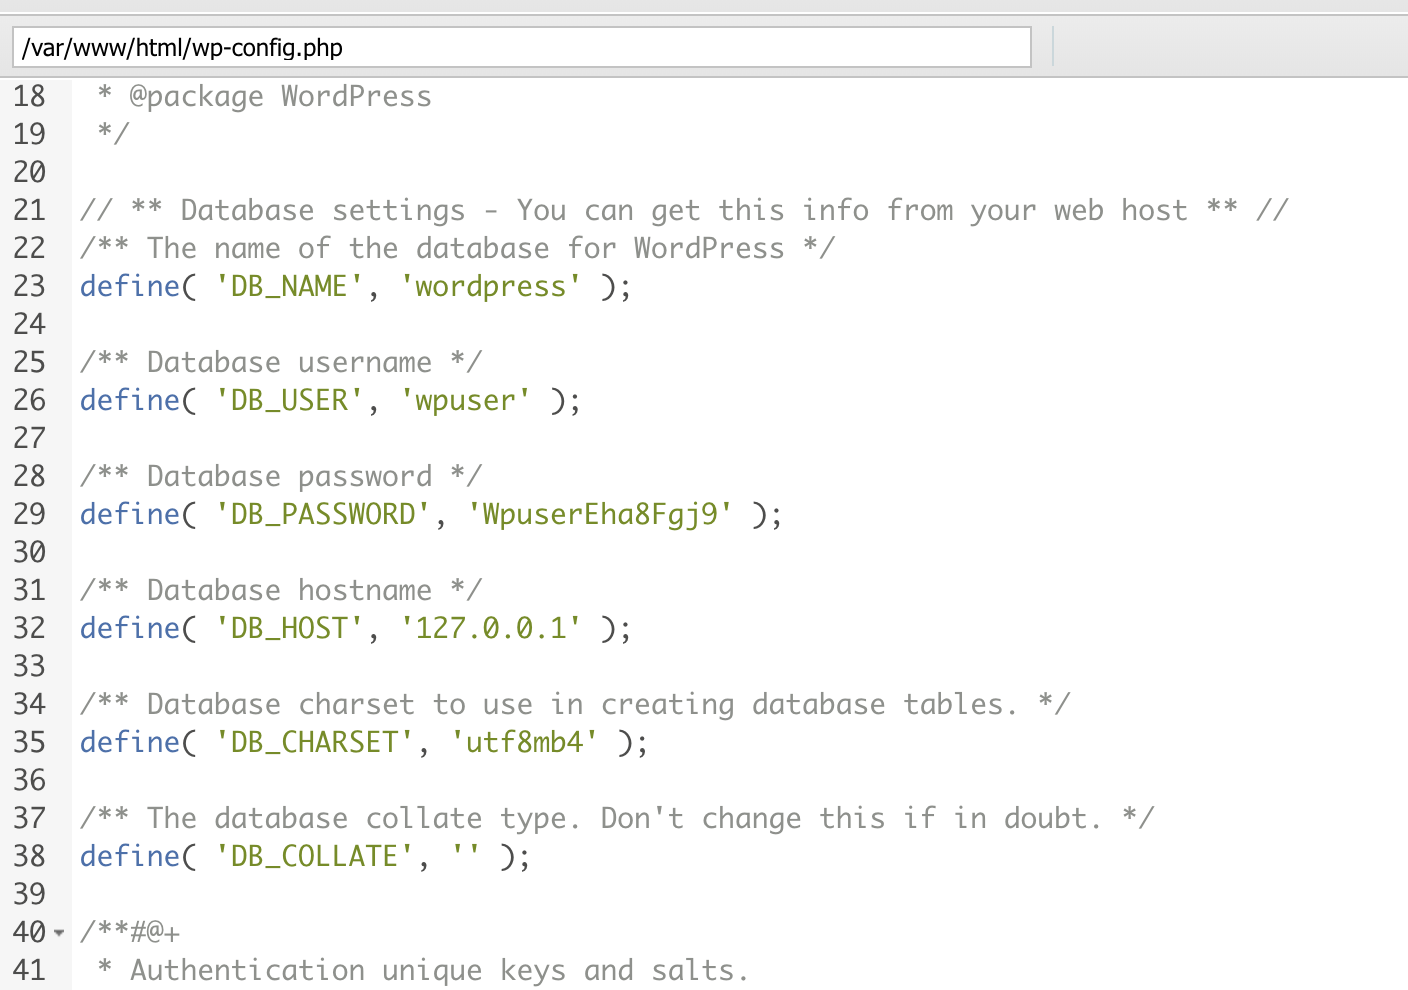 /var/www/html/wp-config.php
18  * @package WordPress
19  */
20
21 // ** Database settings - You can get this info from your web host ** //
22 /** The name of the database for WordPress */
23 define( 'DB_NAME', 'wordpress' );
24
25 /** Database username */
26 define( 'DB_USER', 'wpuser' );
27
28 /** Database password */
29 define( 'DB_PASSWORD', 'WpuserEha8Fgj9' );
30
31 /** Database hostname */
32 define( 'DB_HOST', '127.0.0.1' );
33
34 /** Database charset to use in creating database tables. */
35 define( 'DB_CHARSET', 'utf8mb4' );
36
37 /** The database collate type. Don't change this if in doubt. */
38 define( 'DB_COLLATE', '' );
39
40 /**#@+
41  * Authentication unique keys and salts.